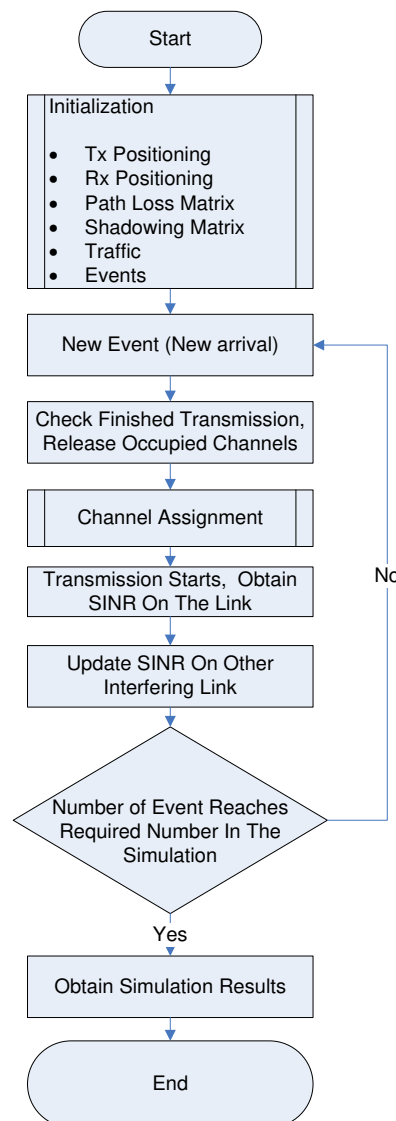 Start
Initialization
• Tx Positioning
• Rx Positioning
• Path Loss Matrix
• Shadowing Matrix
• Traffic
• Events
New Event (New arrival)
Check Finished Transmission,
Release Occupied Channels
Channel Assignment
Transmission Starts, Obtain
SINR On The Link
No
Update SINR On Other
Interfering Link
Number of Event Reaches
Required Number In The
Simulation
Yes
Obtain Simulation Results
End